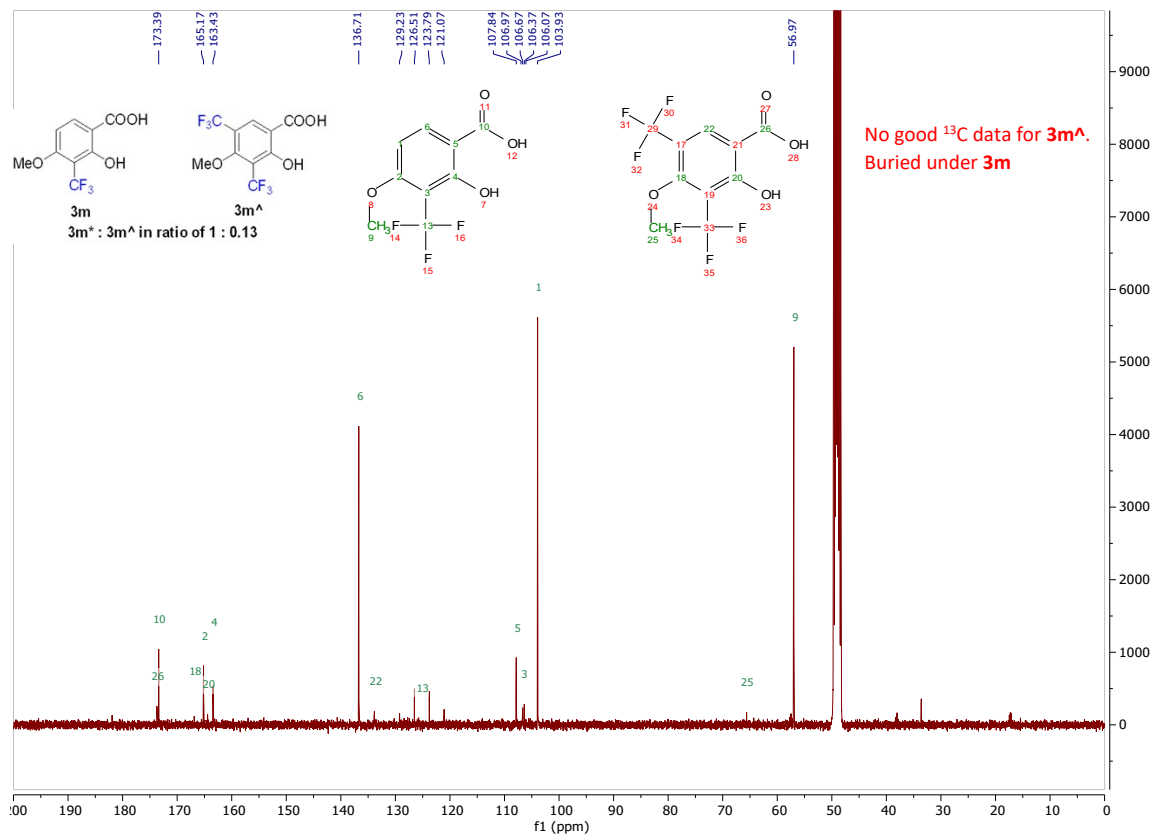 173.39
165.17
163.43
136.71
129.23
126.51
123.79
121.07
107.84
106.97
106.67
106.37
106.07
103.93
56.97
COOH
MeO
OH
CF3
3m
F3C
COOH
MeO
OH
CF3
3m^
3m* : 3m^ in ratio of 1 : 0.13
O
11
6
10
5
OH
12
1
2
4
3
O
8
OH
7
CH3
9
F
14
13
F
16
F
15
F
30
F
31
29
F
32
O
27
22
26
OH
28
17
21
18
20
19
O
24
OH
23
CH3
25
F
34
33
F
36
F
35
No good 13C data for 3m^.
Buried under 3m
10
26
2
4
18
20
6
22
13
5
3
1
25
9
9000
8000
7000
6000
5000
4000
3000
2000
1000
0
200 190 180 170 160 150 140 130 120 110 100 90 80 70 60 50 40 30 20 10 0
f1 (ppm)